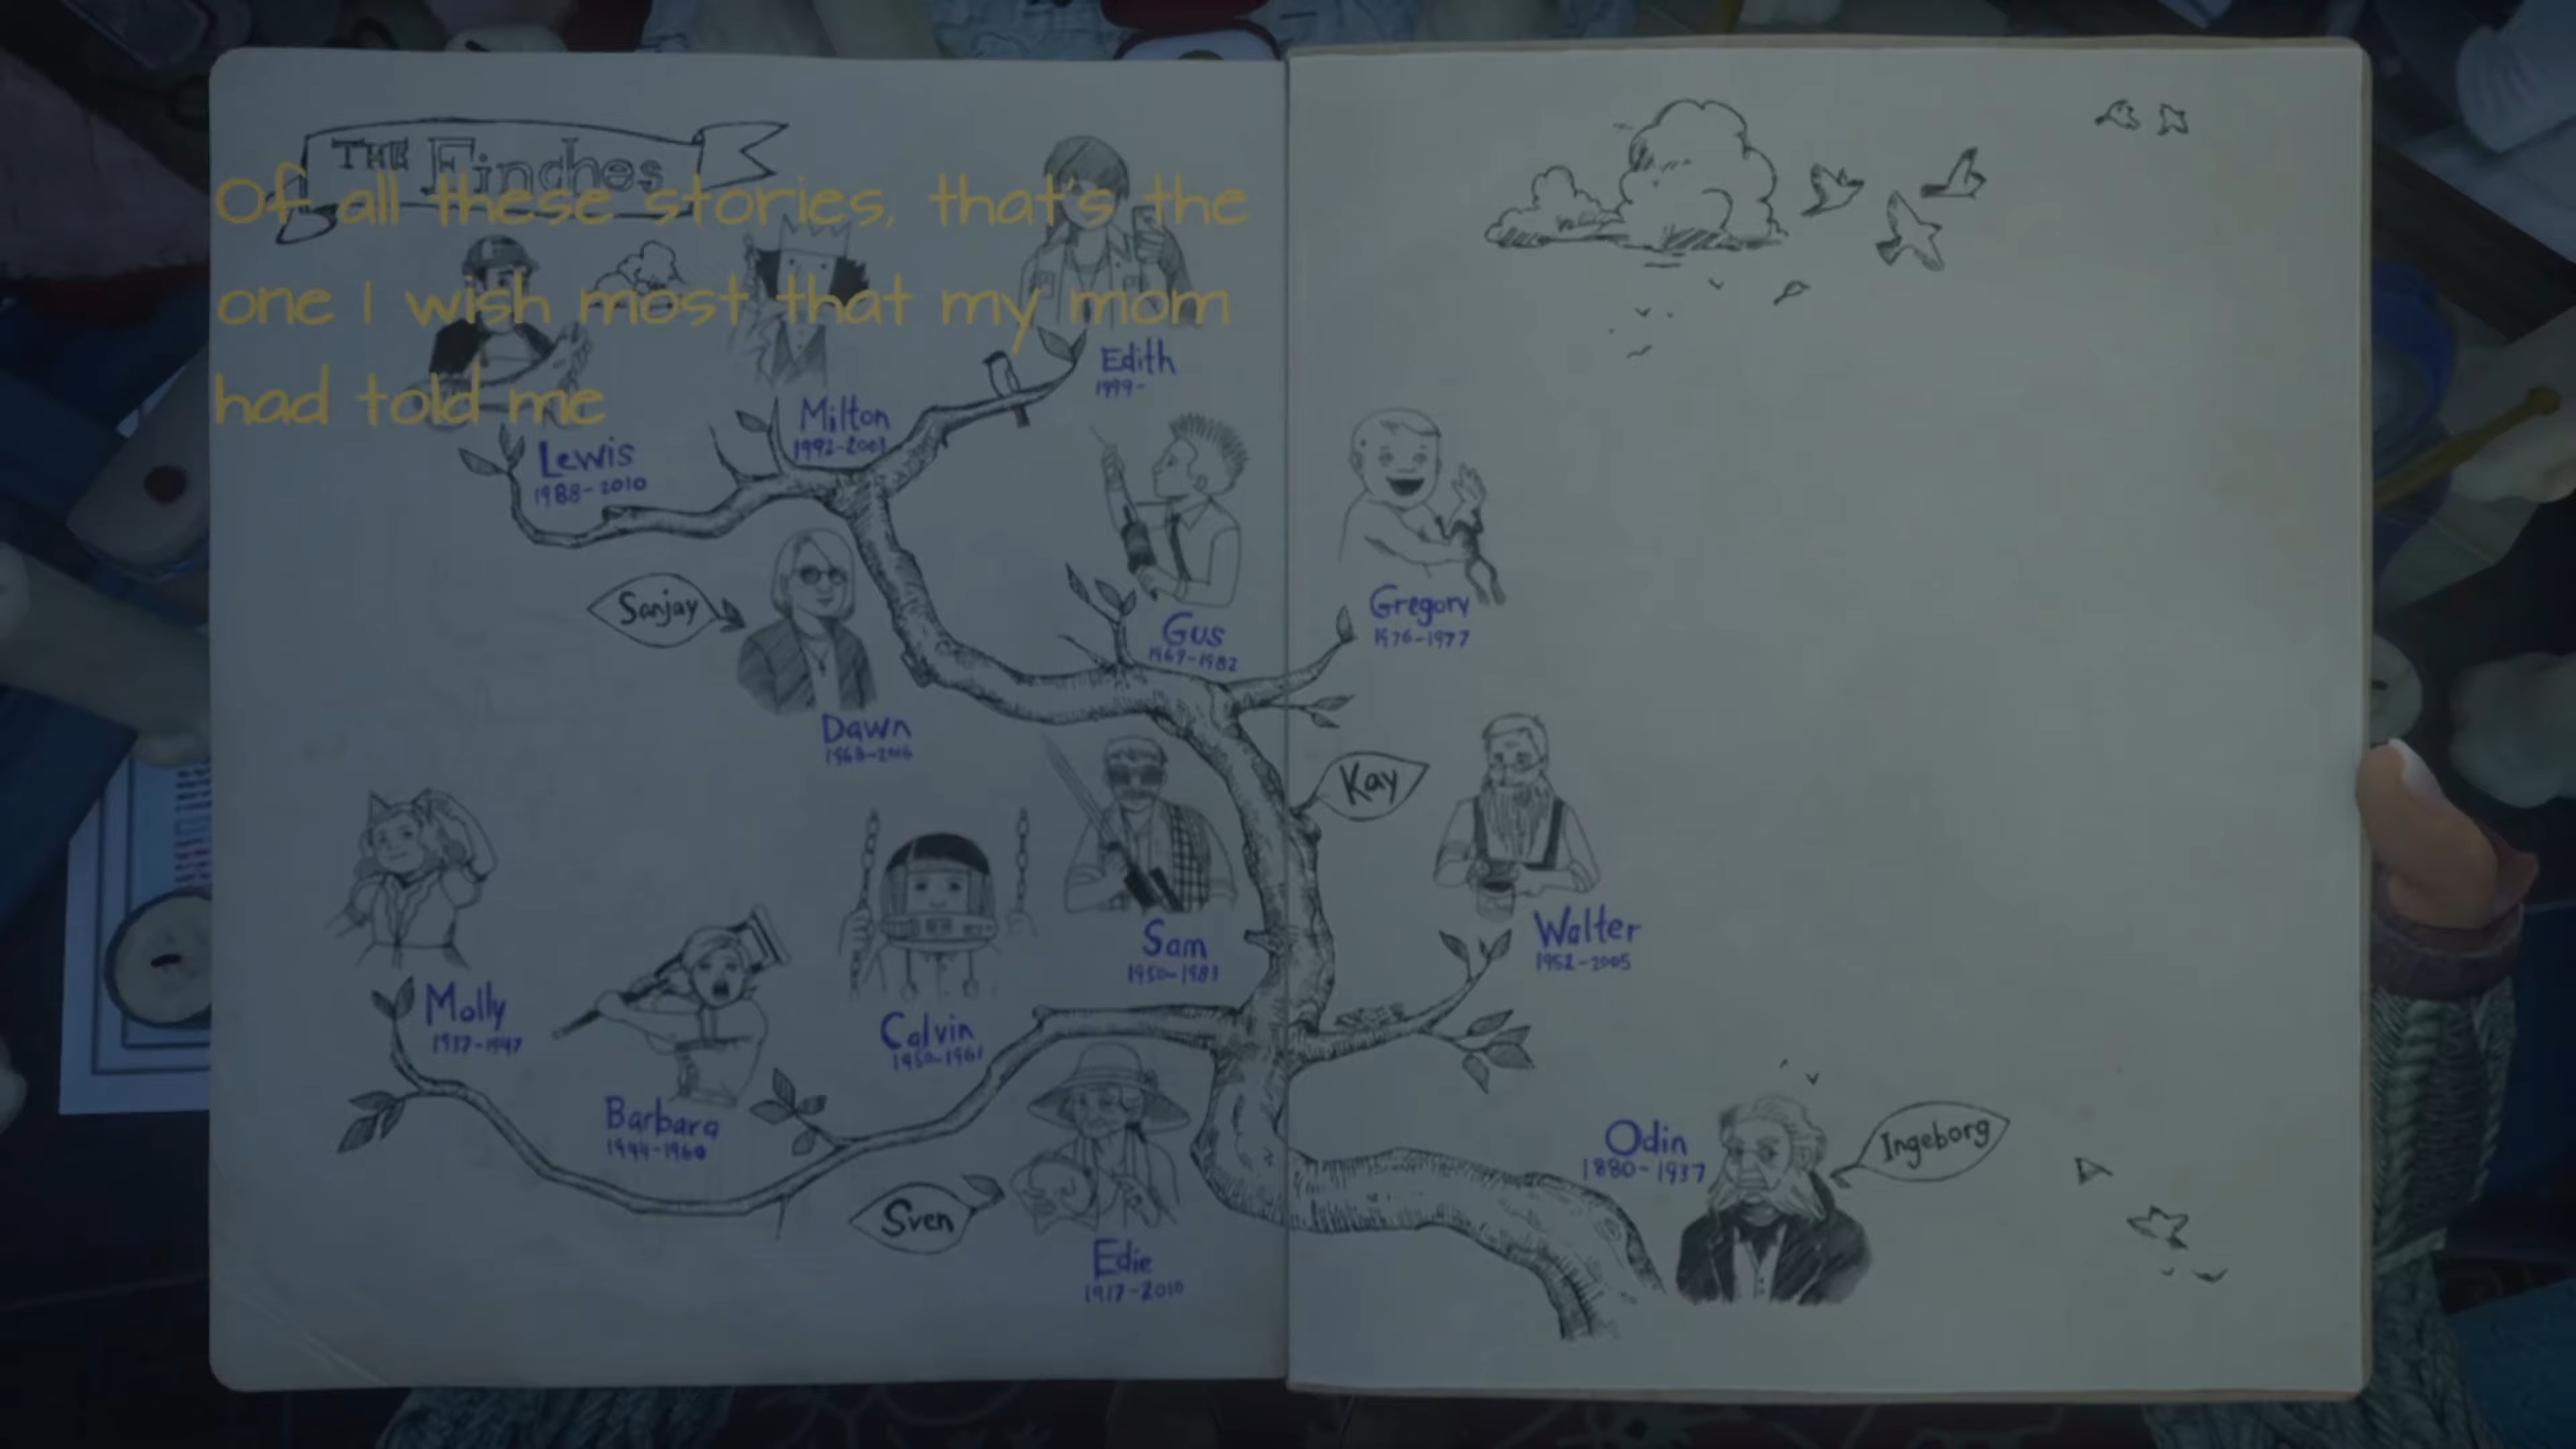 THE Finches
Of all these stories, that's the
one I wish most that my mom
had told me
Edith
1999-
Milton
1992-2003
Lewis
1988-2010
Gus
1967-1982
Gregory
1976-1977
Sanjay
Dawn
1968-2016
Kay
Sam
1950-1983
Walter
1952-2005
Molly
1937-1947
Calvin
1950-1961
Barbara
1944-1960
Odin
1880-1937
Ingeborg
Sven
Edie
1917-2010